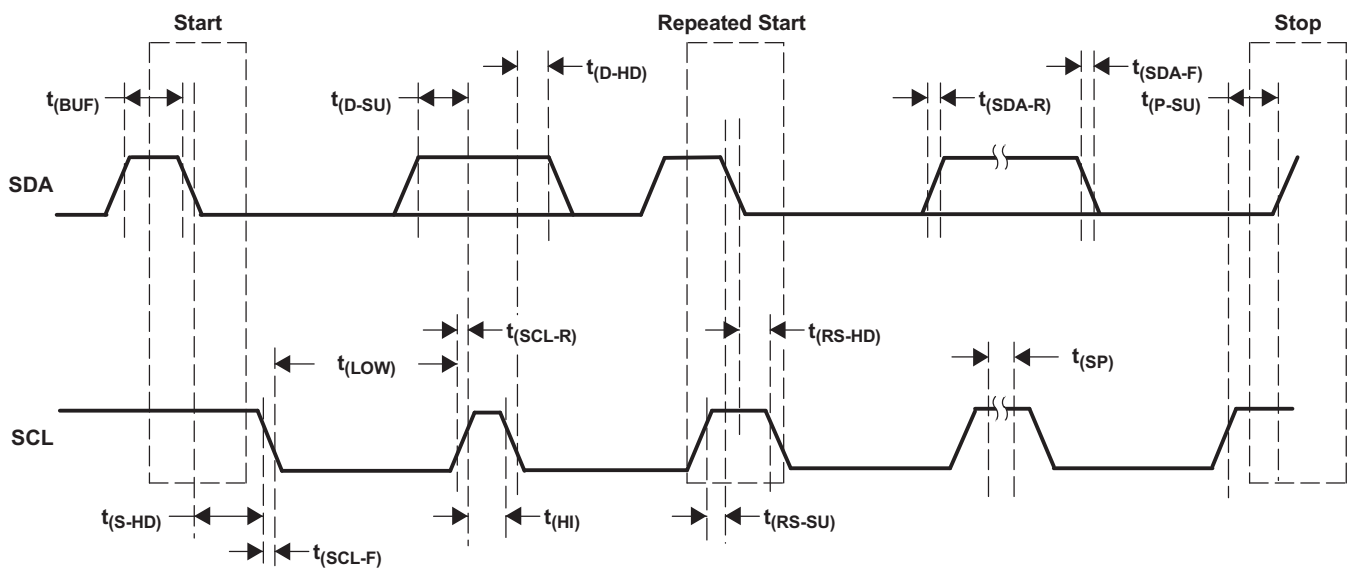 Start
Repeated Start
Stop
t(D-HD)
t(SDA-F)
t(BUF)
t(D-SU)
t(SDA-R)
t(P-SU)
SDA
t(SCL-R)
t(RS-HD)
t(LOW)
t(SP)
SCL
t(S-HD)
t(HI)
t(RS-SU)
t(SCL-F)